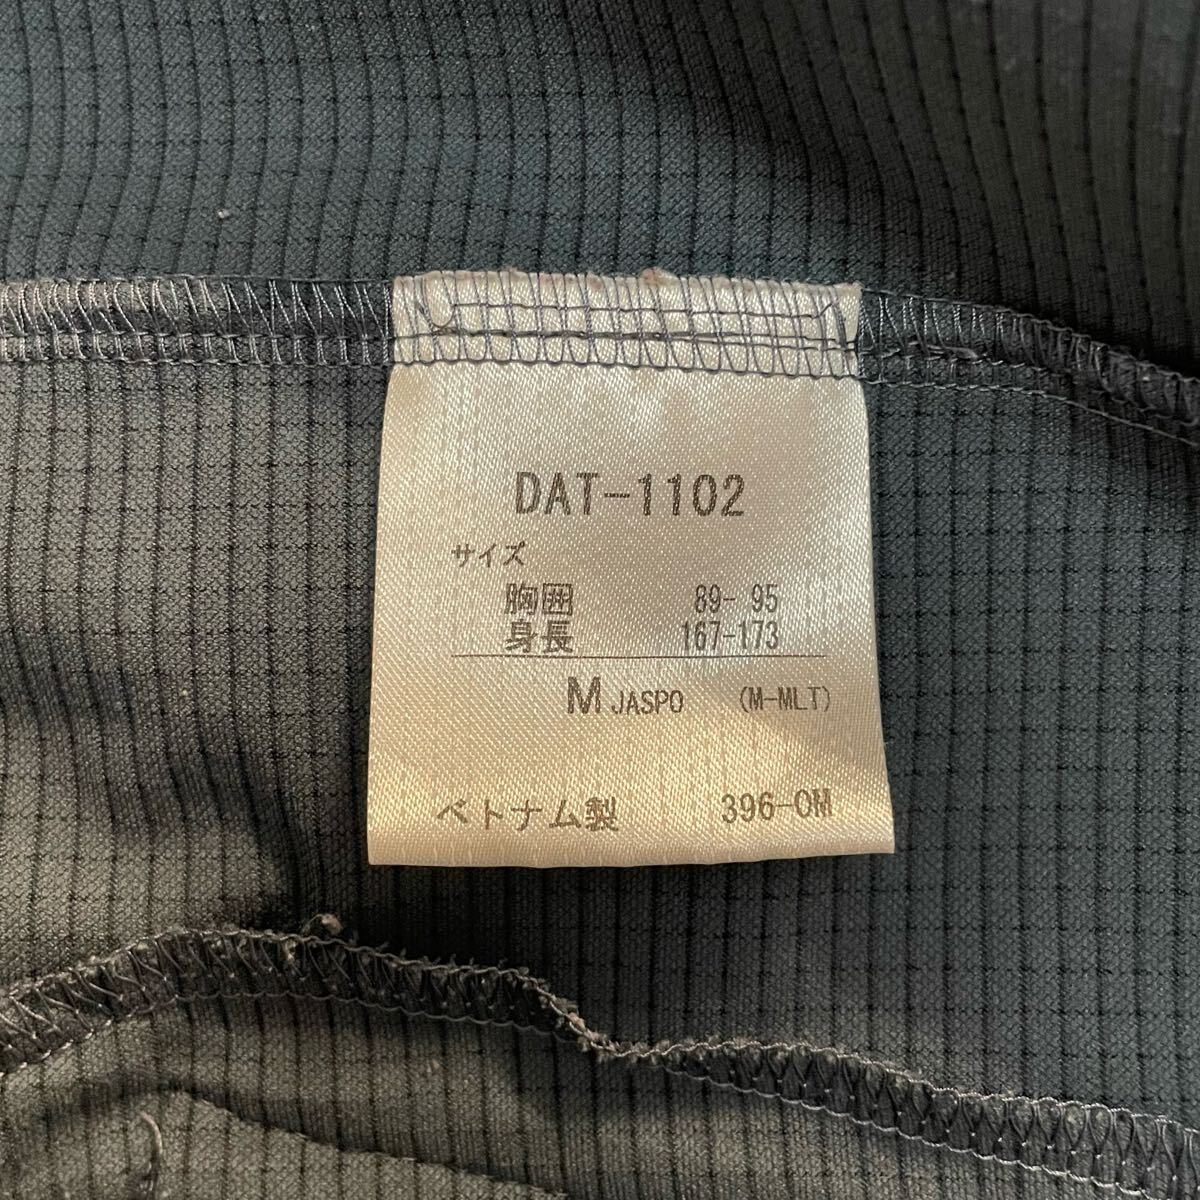 DAT-1102
サイズ
胸囲 89- 95
身長 167-173
M JASPO (M-MLT)
ベトナム製 396-OM